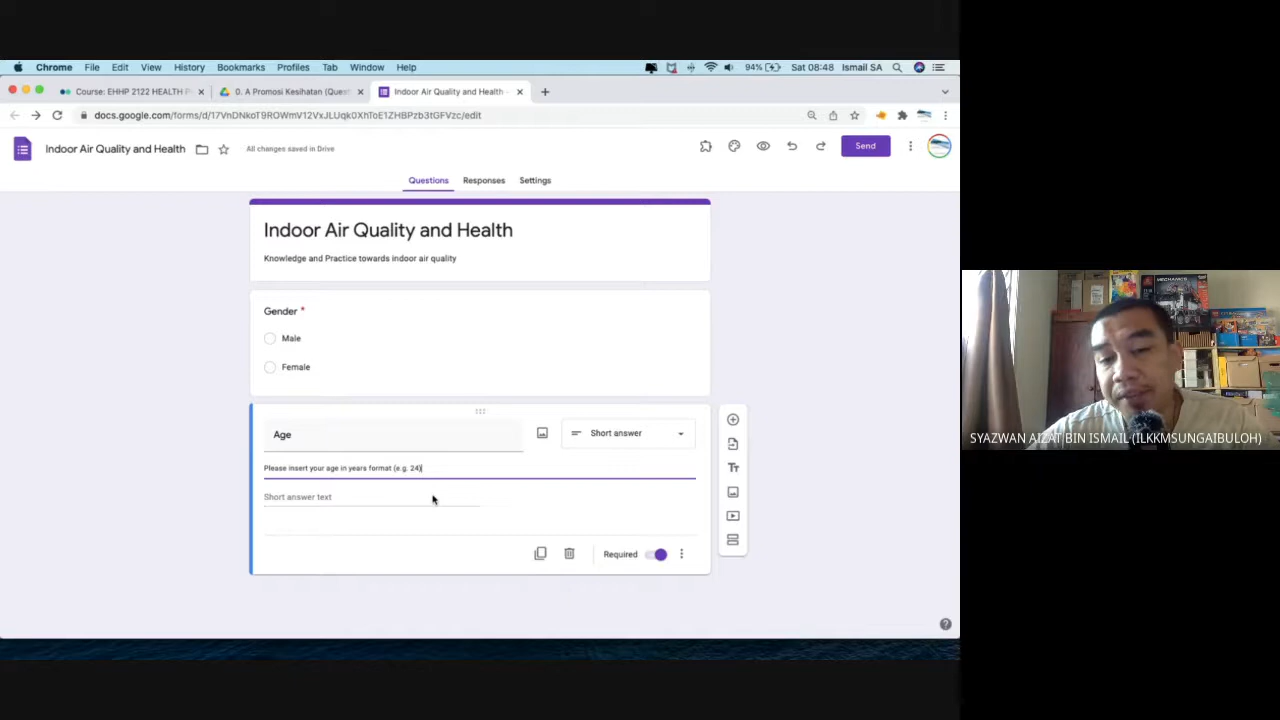 Chrome File Edit View History Bookmarks Profiles Tab Window Help 94% Sat 08:48 Ismail SA
Course: EHHP 2122 HEALTH P
0. A Promosi Kesihatan (Quest
Indoor Air Quality and Health -
docs.google.com/forms/d/17VnDNkoT9ROWmV12VxJLUqk0XhToE1ZHBPzb3tGFVzc/edit
Indoor Air Quality and Health
All changes saved in Drive
Send
Questions Responses Settings
Indoor Air Quality and Health
Knowledge and Practice towards indoor air quality
Gender *
Male
Female
Age
Short answer
Please insert your age in years format (e.g. 24)
Short answer text
Required
MECHANICS
SYAZWAN AIZAT BIN ISMAIL (ILKKMSUNGAIBULOH)